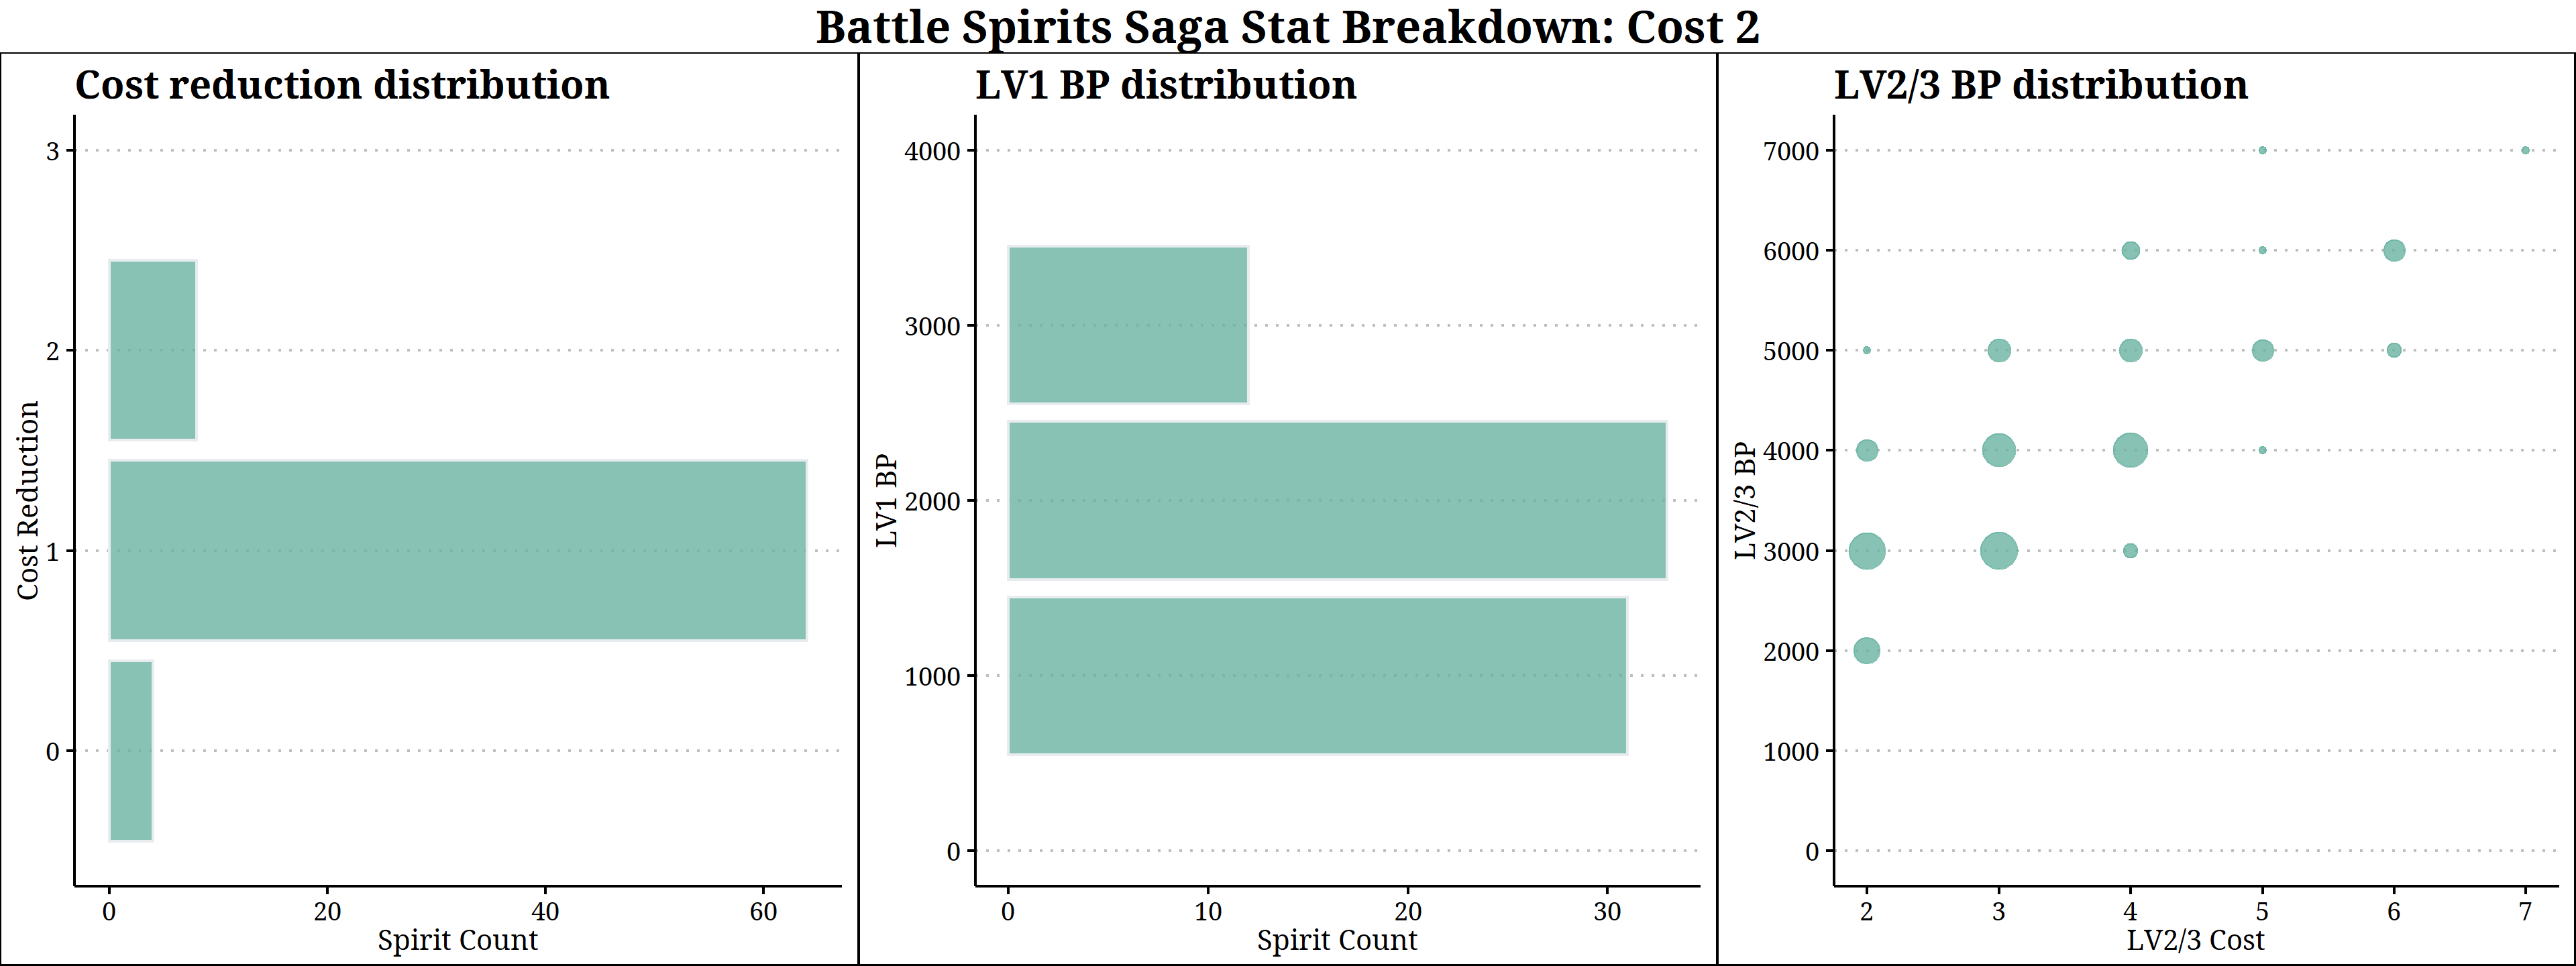 Battle Spirits Saga Stat Breakdown: Cost 2
Cost reduction distribution
Cost Reduction
3
2
1
0
0 20 40 60
Spirit Count
LV1 BP distribution
LV1 BP
4000
3000
2000
1000
0
0 10 20 30
Spirit Count
LV2/3 BP distribution
LV2/3 BP
7000
6000
5000
4000
3000
2000
1000
0
2 3 4 5 6 7
LV2/3 Cost